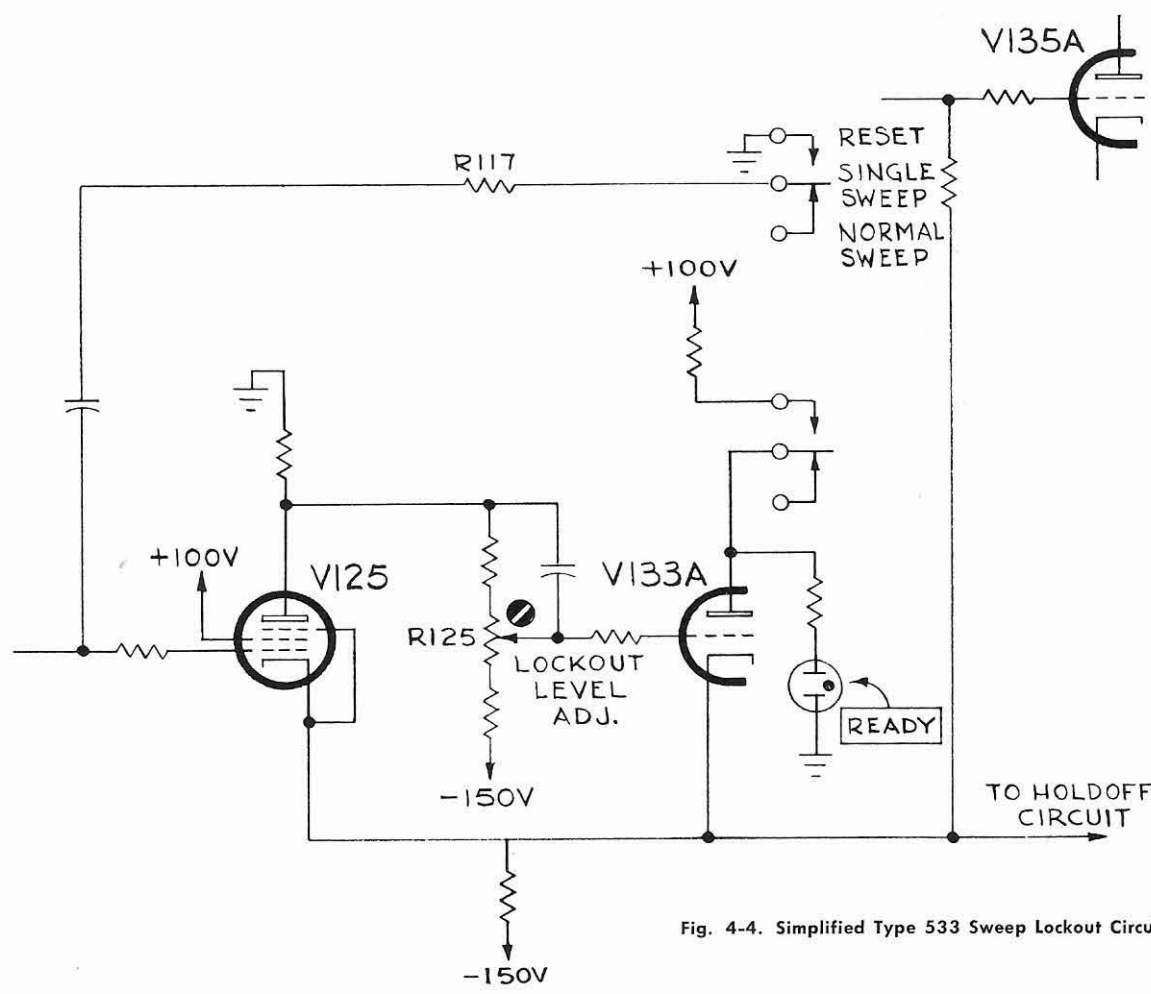 V135A
RESET
SINGLE
SWEEP
NORMAL
SWEEP
R117
+100V
+100V
V125
R125
LOCKOUT
LEVEL
ADJ.
V133A
READY
-150V
TO HOLDOFF
CIRCUIT
-150V
Fig. 4-4. Simplified Type 533 Sweep Lockout Circu